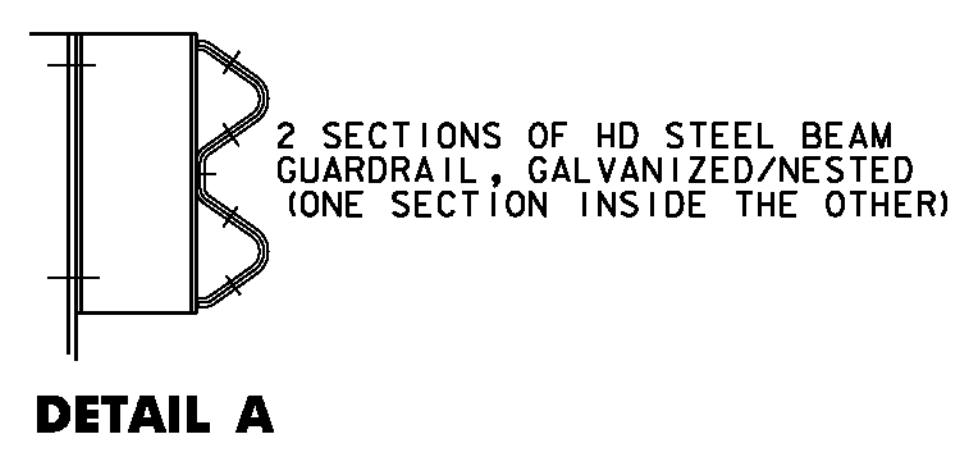 2 SECTIONS OF HD STEEL BEAM
GUARDRAIL, GALVANIZED/NESTED
(ONE SECTION INSIDE THE OTHER)
DETAIL A